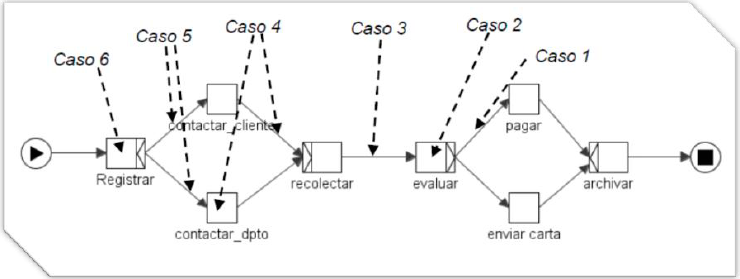 Caso 6
Caso 5
Caso 4
Caso 3
Caso 2
Caso 1
contactar_cliente
pagar
Registrar
recolectar
evaluar
archivar
contactar_dpto
enviar carta